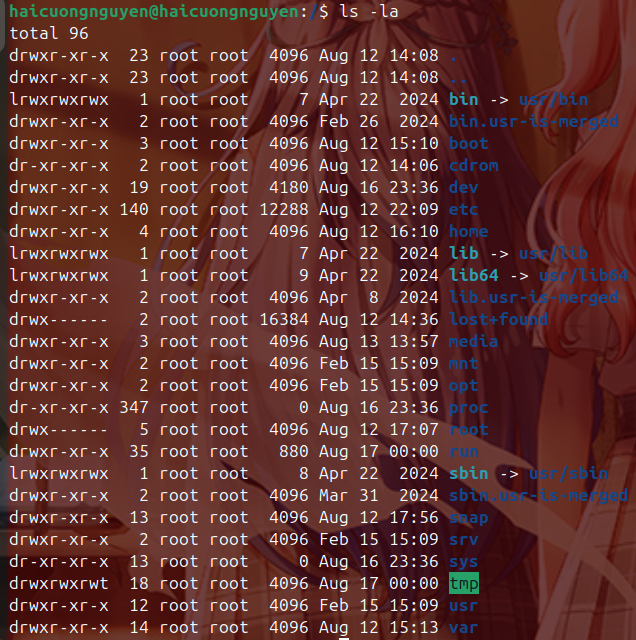 haicuongnguyen@haicuongnguyen:/$ ls -la
total 96
drwxr-xr-x  23 root root  4096 Aug 12 14:08 .
drwxr-xr-x  23 root root  4096 Aug 12 14:08 ..
lrwxrwxrwx   1 root root     7 Apr 22  2024 bin -> usr/bin
drwxr-xr-x   2 root root  4096 Feb 26  2024 bin.usr-is-merged
drwxr-xr-x   3 root root  4096 Aug 12 15:10 boot
dr-xr-xr-x   2 root root  4096 Aug 12 14:06 cdrom
drwxr-xr-x  19 root root  4180 Aug 16 23:36 dev
drwxr-xr-x 140 root root 12288 Aug 12 22:09 etc
drwxr-xr-x   4 root root  4096 Aug 12 16:10 home
lrwxrwxrwx   1 root root     7 Apr 22  2024 lib -> usr/lib
lrwxrwxrwx   1 root root     9 Apr 22  2024 lib64 -> usr/lib64
drwxr-xr-x   2 root root  4096 Apr  8  2024 lib.usr-is-merged
drwx------   2 root root 16384 Aug 12 14:36 lost+found
drwxr-xr-x   3 root root  4096 Aug 13 13:57 media
drwxr-xr-x   2 root root  4096 Feb 15 15:09 mnt
drwxr-xr-x   2 root root  4096 Feb 15 15:09 opt
dr-xr-xr-x 347 root root     0 Aug 16 23:36 proc
drwx------   5 root root  4096 Aug 12 17:07 root
drwxr-xr-x  35 root root   880 Aug 17 00:00 run
lrwxrwxrwx   1 root root     8 Apr 22  2024 sbin -> usr/sbin
drwxr-xr-x   2 root root  4096 Mar 31  2024 sbin.usr-is-merged
drwxr-xr-x  13 root root  4096 Aug 12 17:56 snap
drwxr-xr-x   2 root root  4096 Feb 15 15:09 srv
dr-xr-xr-x  13 root root     0 Aug 16 23:36 sys
drwxrwxrwt  18 root root  4096 Aug 17 00:00 tmp
drwxr-xr-x  12 root root  4096 Feb 15 15:09 usr
drwxr-xr-x  14 root root  4096 Aug 12 15:13 var